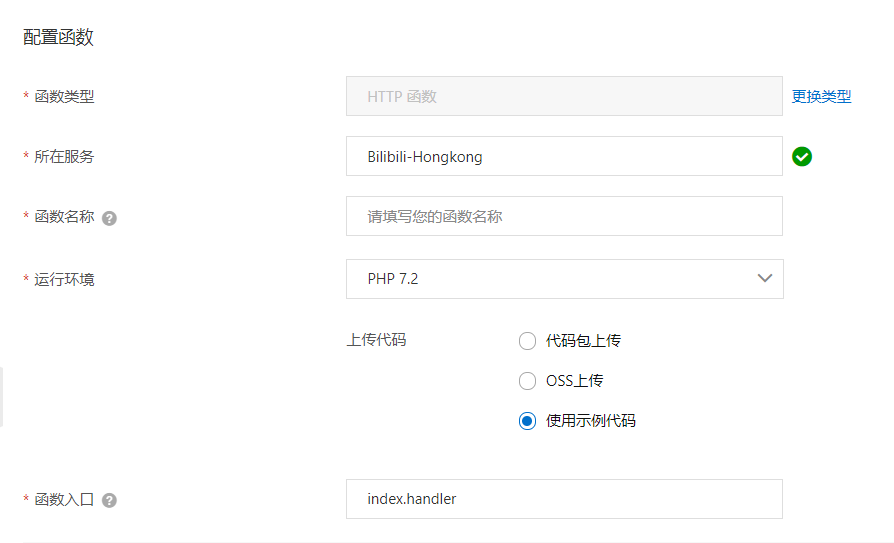 配置函数
* 函数类型 HTTP 函数 更换类型
* 所在服务 Bilibili-Hongkong
* 函数名称 ? 请填写您的函数名称
* 运行环境 PHP 7.2
上传代码 代码包上传
OSS上传
使用示例代码
* 函数入口 ? index.handler